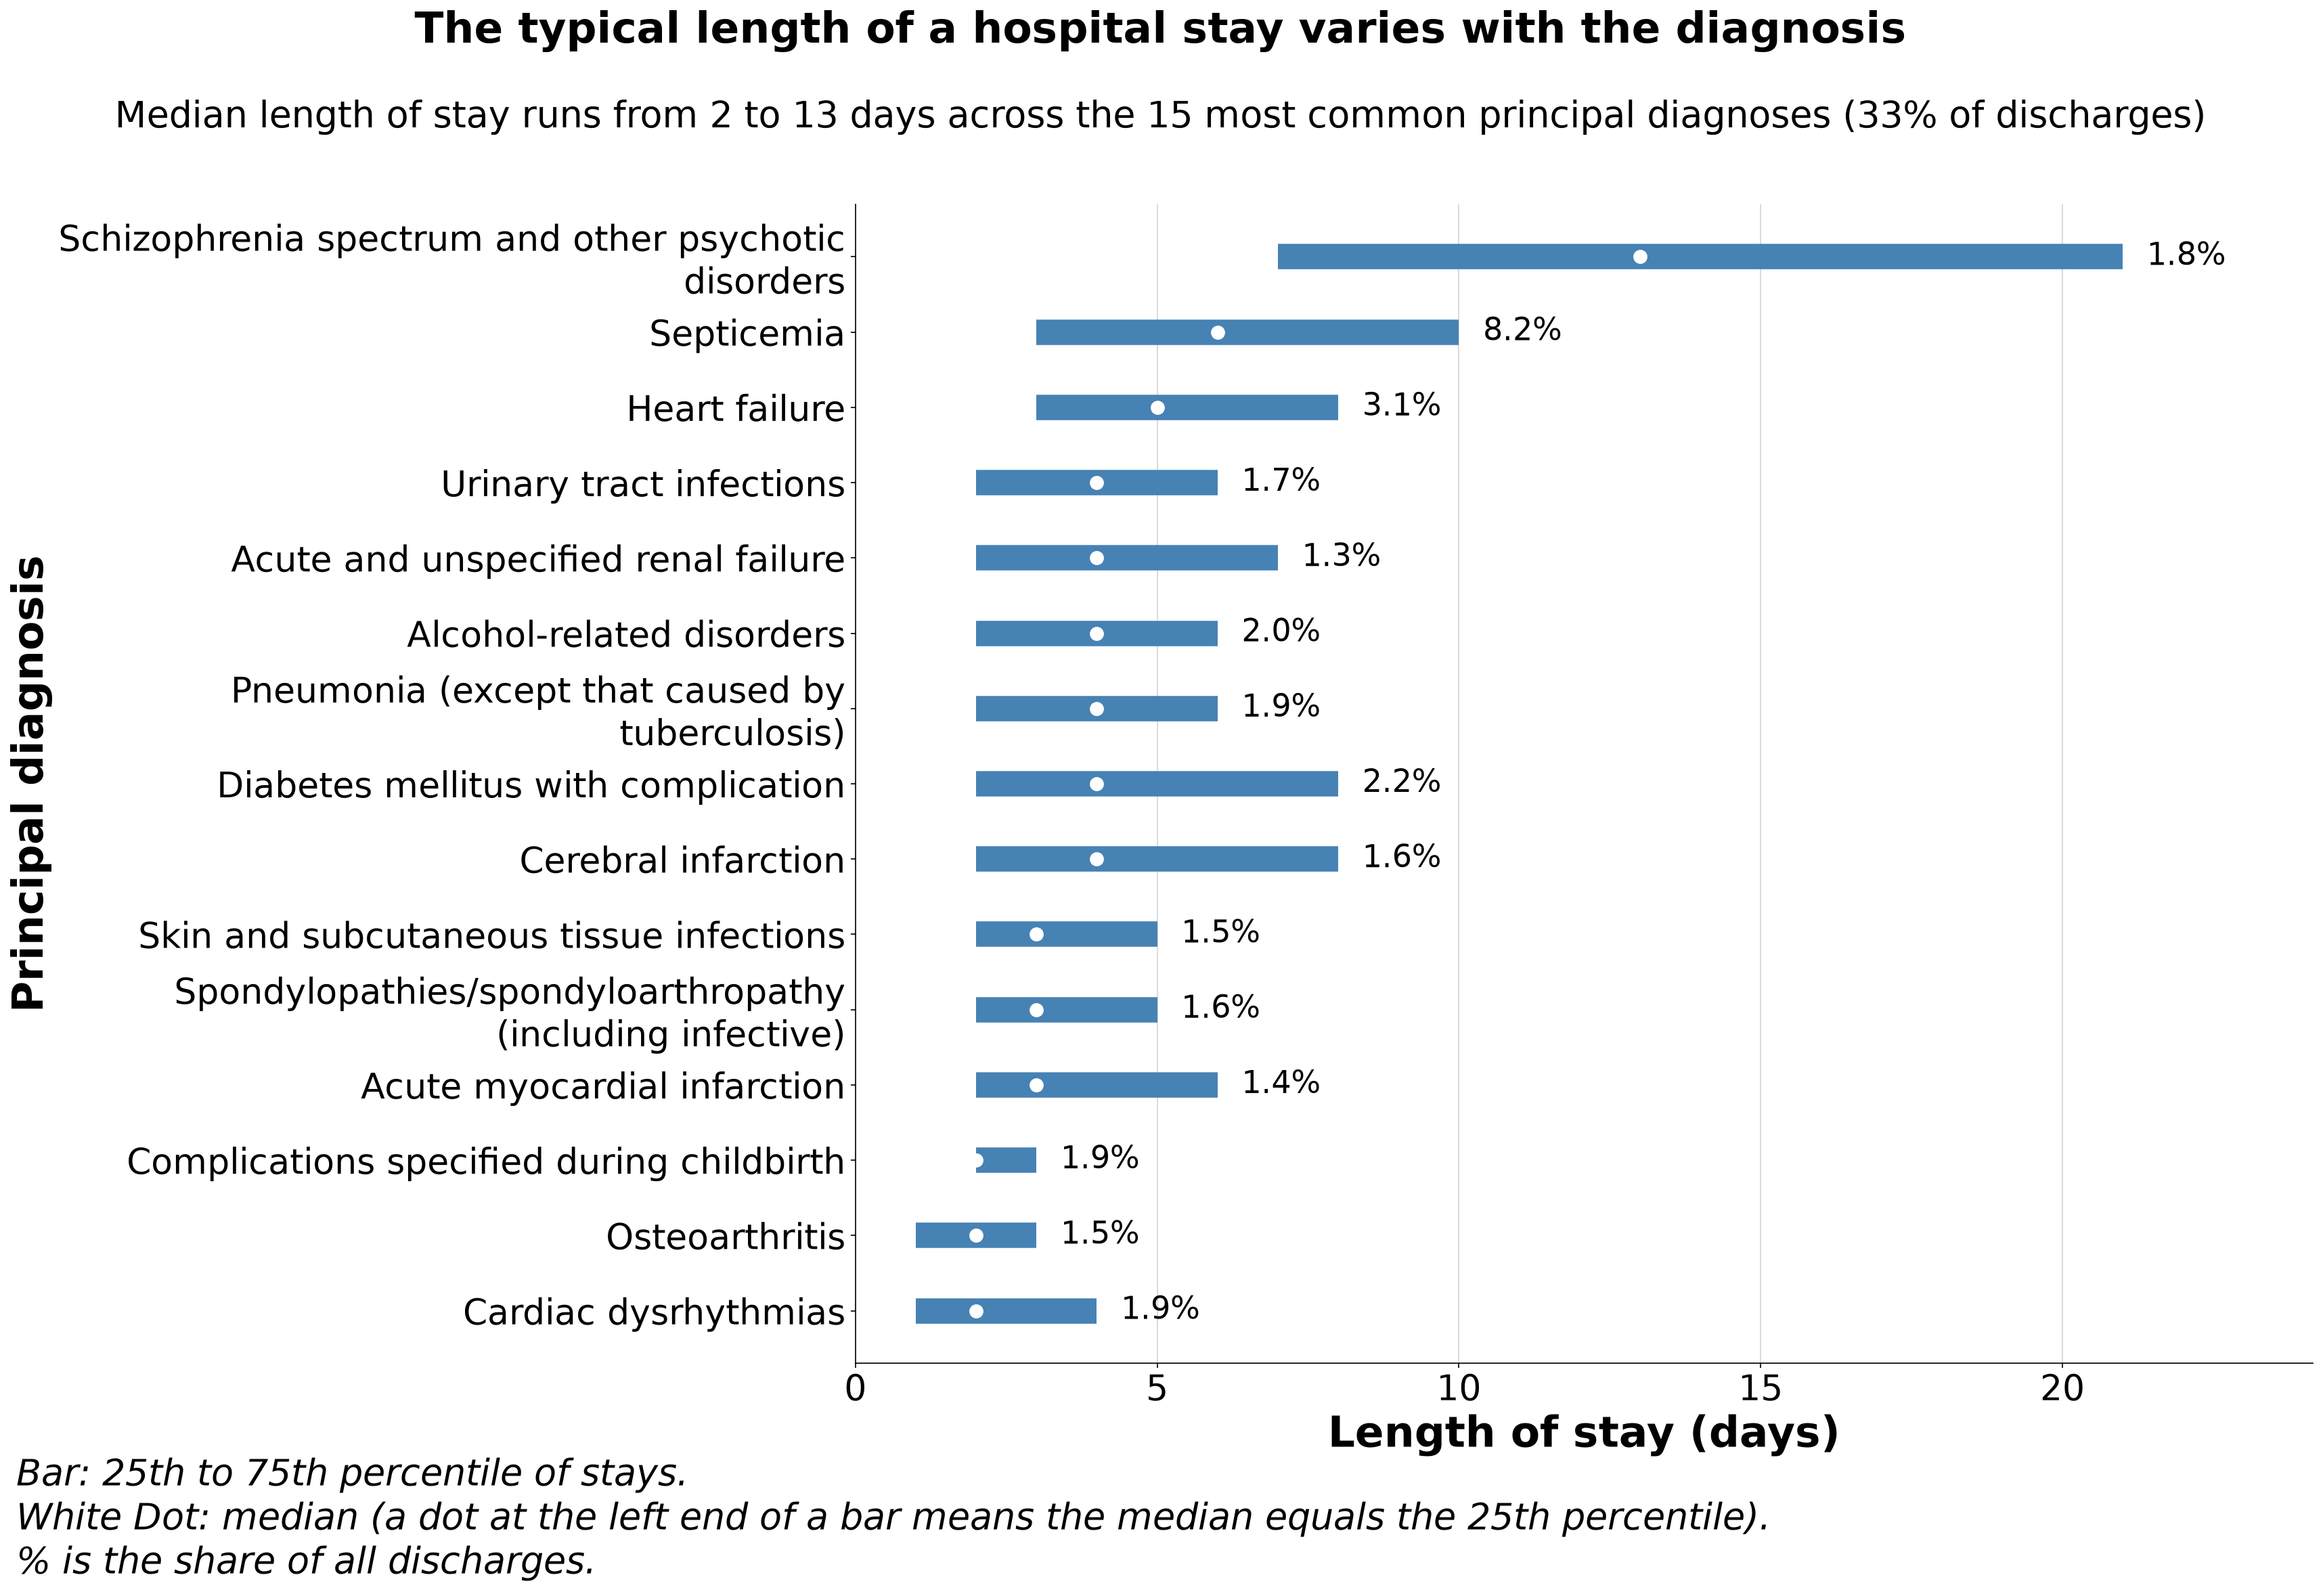 The typical length of a hospital stay varies with the diagnosis
Median length of stay runs from 2 to 13 days across the 15 most common principal diagnoses (33% of discharges)
Principal diagnosis
Schizophrenia spectrum and other psychotic
disorders
1.8%
Septicemia
8.2%
Heart failure
3.1%
Urinary tract infections
1.7%
Acute and unspecified renal failure
1.3%
Alcohol-related disorders
2.0%
Pneumonia (except that caused by
tuberculosis)
1.9%
Diabetes mellitus with complication
2.2%
Cerebral infarction
1.6%
Skin and subcutaneous tissue infections
1.5%
Spondylopathies/spondyloarthropathy
(including infective)
1.6%
Acute myocardial infarction
1.4%
Complications specified during childbirth
1.9%
Osteoarthritis
1.5%
Cardiac dysrhythmias
1.9%
0 5 10 15 20
Length of stay (days)
Bar: 25th to 75th percentile of stays.
White Dot: median (a dot at the left end of a bar means the median equals the 25th percentile).
% is the share of all discharges.